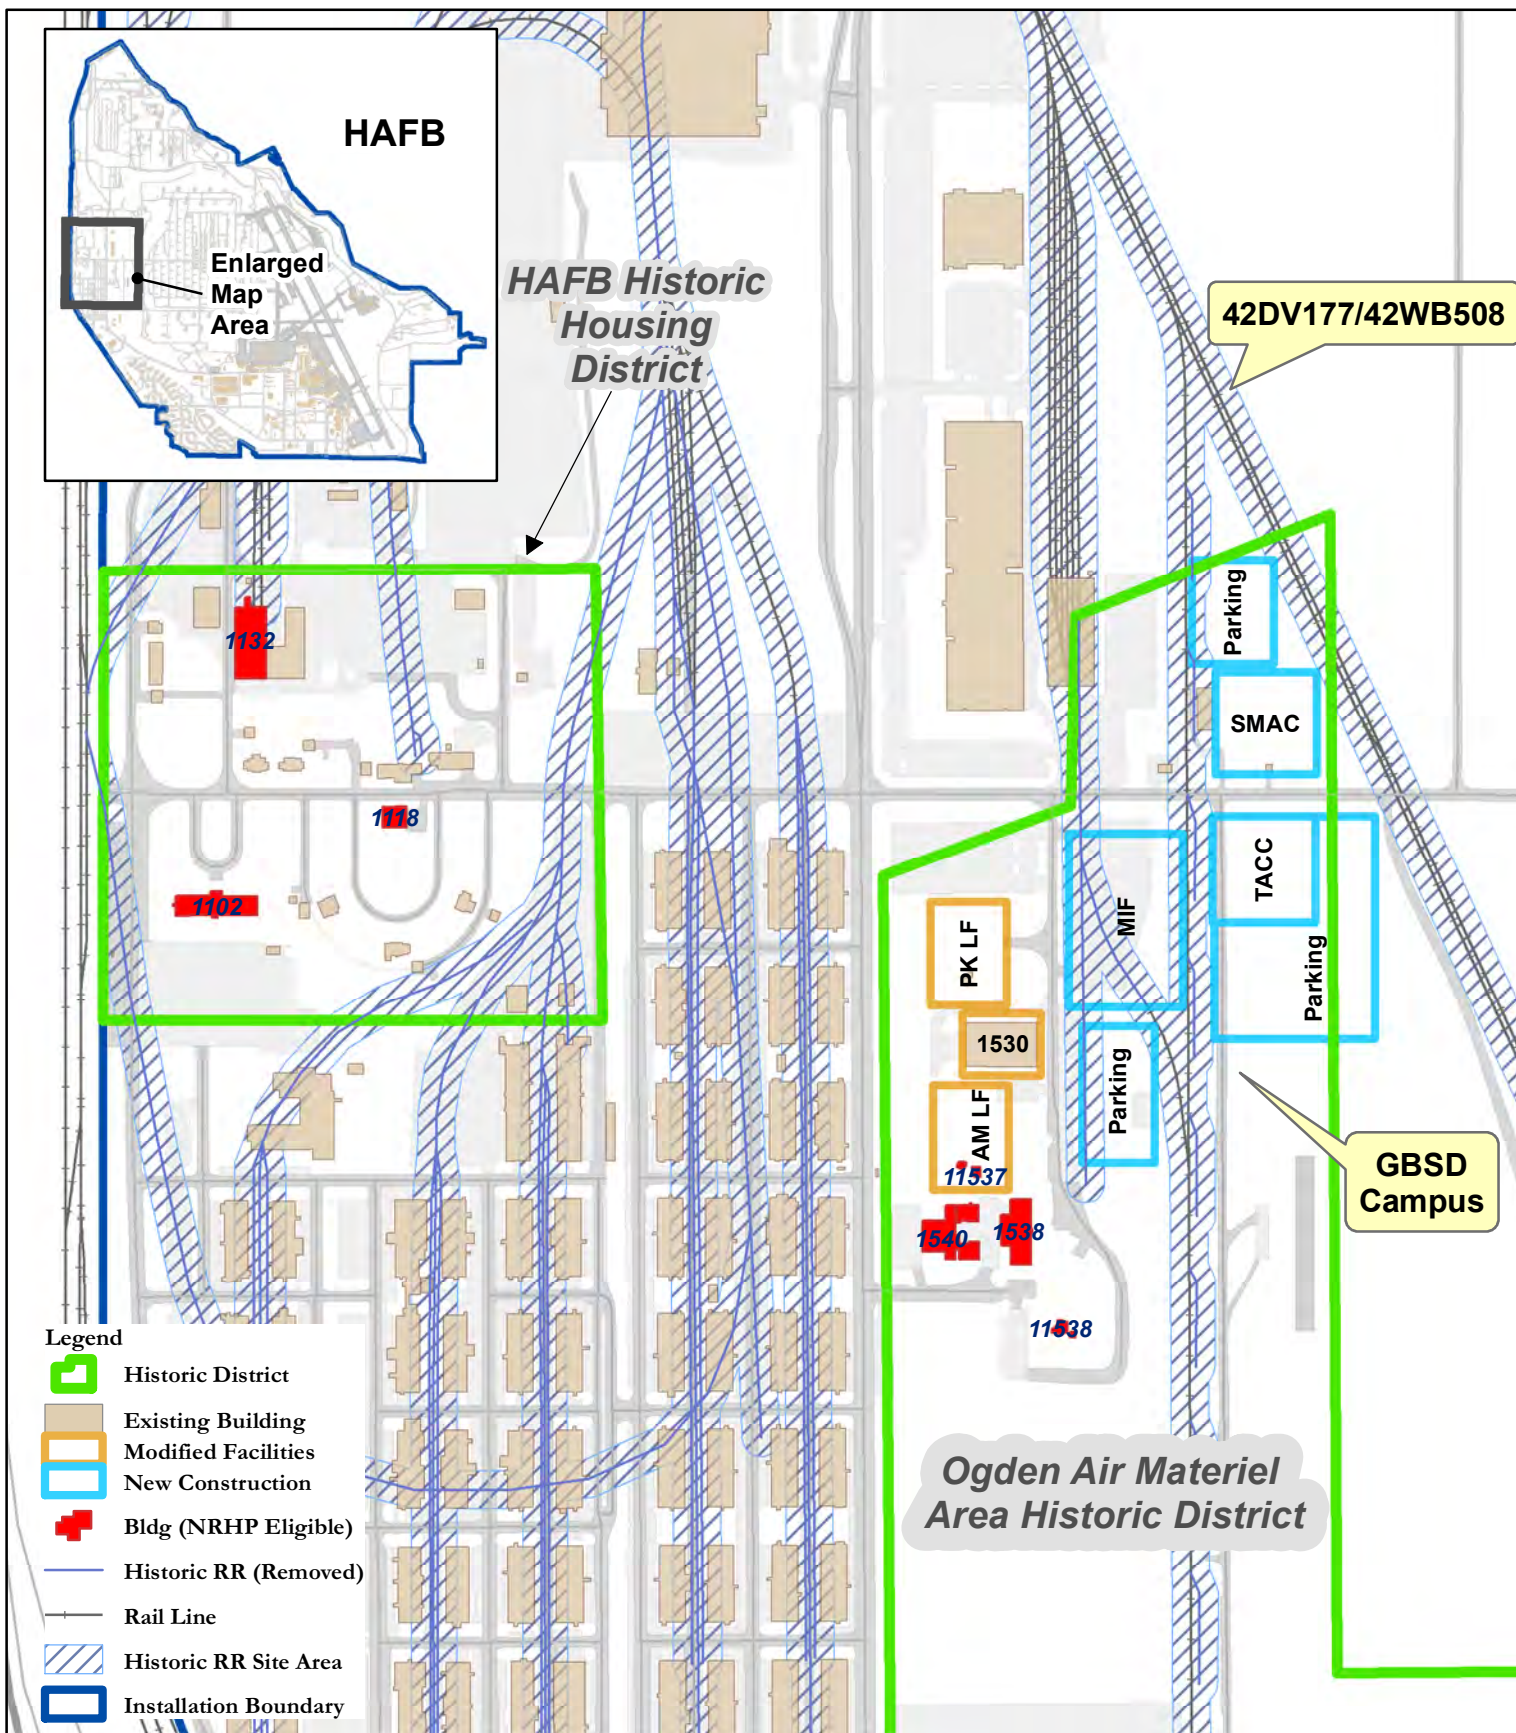 HAFB
Enlarged
Map
Area
HAFB Historic
Housing
District
42DV177/42WB508
Parking
SMAC
TACC
Parking
MIF
Parking
PK LF
1530
AM LF
11537
1540
1538
11538
1132
1118
1102
GBSD
Campus
Ogden Air Materiel
Area Historic District
Legend
Historic District
Existing Building
Modified Facilities
New Construction
Bldg (NRHP Eligible)
Historic RR (Removed)
Rail Line
Historic RR Site Area
Installation Boundary